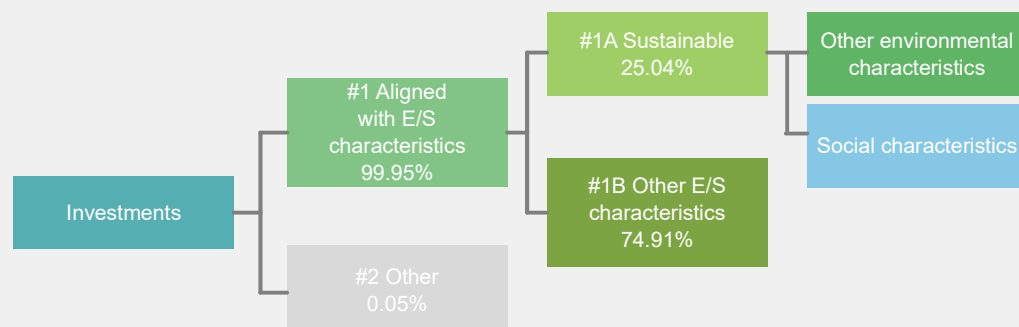 Investments
#1 Aligned
with E/S
characteristics
99.95%
#2 Other
0.05%
#1A Sustainable
25.04%
#1B Other E/S
characteristics
74.91%
Other environmental
characteristics
Social characteristics